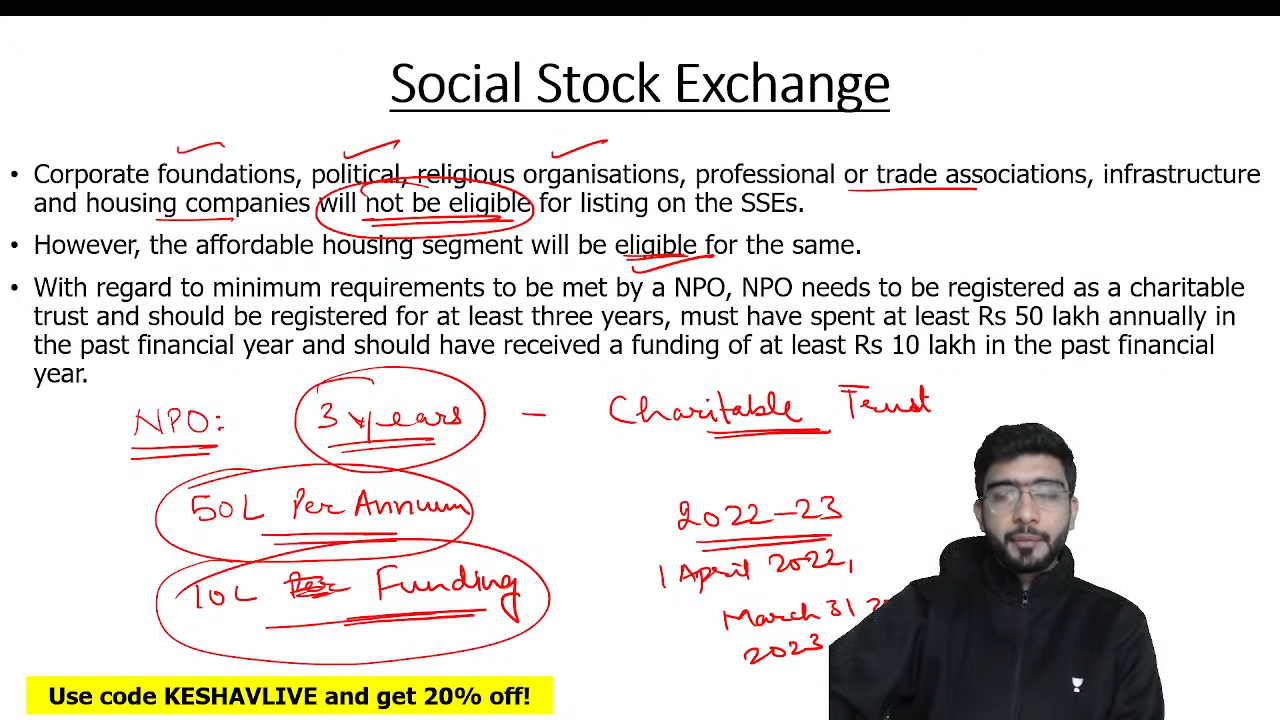 Social Stock Exchange
• Corporate foundations, political, religious organisations, professional or trade associations, infrastructure
and housing companies will not be eligible for listing on the SSEs.
• However, the affordable housing segment will be eligible for the same.
• With regard to minimum requirements to be met by a NPO, NPO needs to be registered as a charitable
trust and should be registered for at least three years, must have spent at least Rs 50 lakh annually in
the past financial year and should have received a funding of at least Rs 10 lakh in the past financial
year.
NPO: 3 years - Charitable Trust
50L Per Annum
10L Funding
2022-23
1 April 2022,
March 31
2023
Use code KESHAVLIVE and get 20% off!